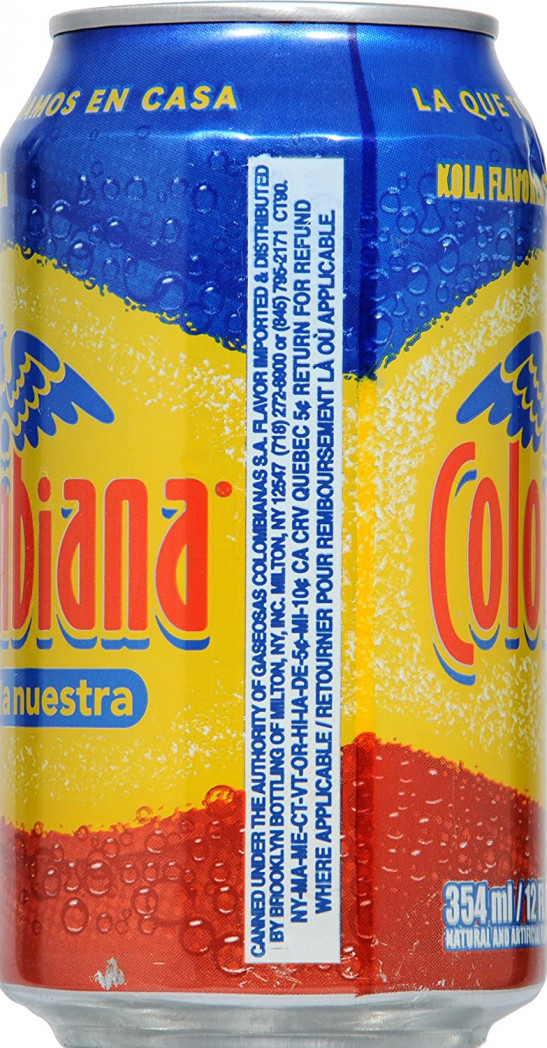 EN CASA
LA QUE
KOLA
biana
la nuestra
Colo
CANNED UNDER THE AUTHORITY OF GASEOSAS COLOMBIANAS S.A. FLAVOR IMPORTED & DISTRIBUTED
BY BROOKLYN BOTTLING OF MILTON, NY, INC. MILTON, NY 12547 (718) 272-8800 or (845) 795-2171 CT90.
NY-MA-ME-CT-VT-OR-HI-IA-DE-5¢-MI-10¢ CA CRV QUEBEC 5¢ RETURN FOR REFUND
WHERE APPLICABLE / RETOURNER POUR REMBOURSEMENT LÀ OÙ APPLICABLE
354 ml / 12
NATURAL AND